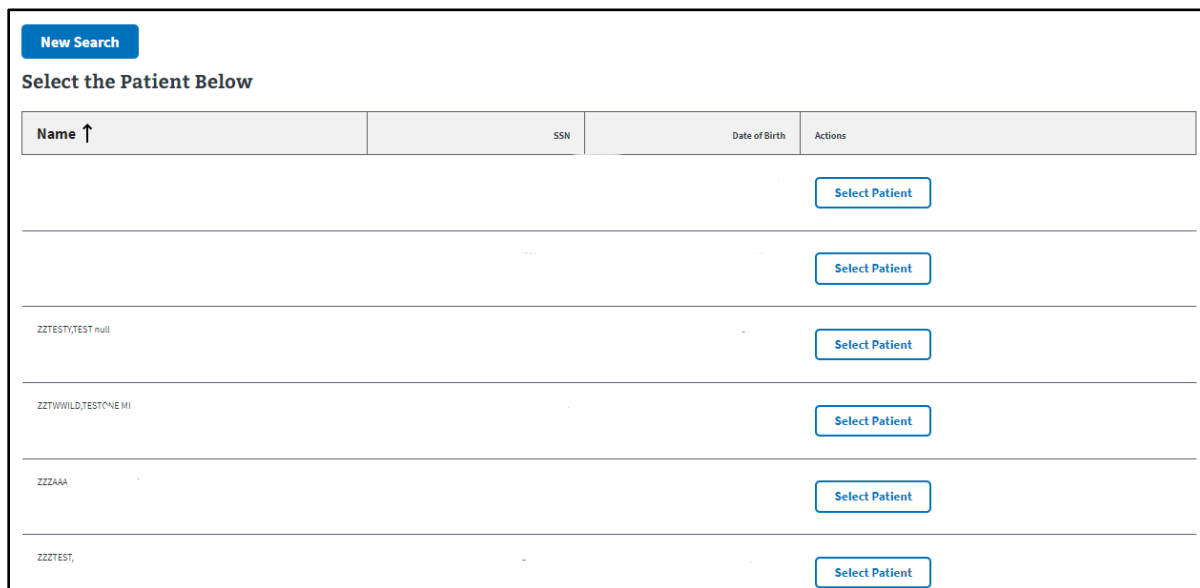 New Search
Select the Patient Below
Name ↑ SSN Date of Birth Actions
Select Patient
Select Patient
ZZTESTY,TEST null
Select Patient
ZZTWWILD,TESTONE MI
Select Patient
ZZZAAA
Select Patient
ZZZTEST,
Select Patient